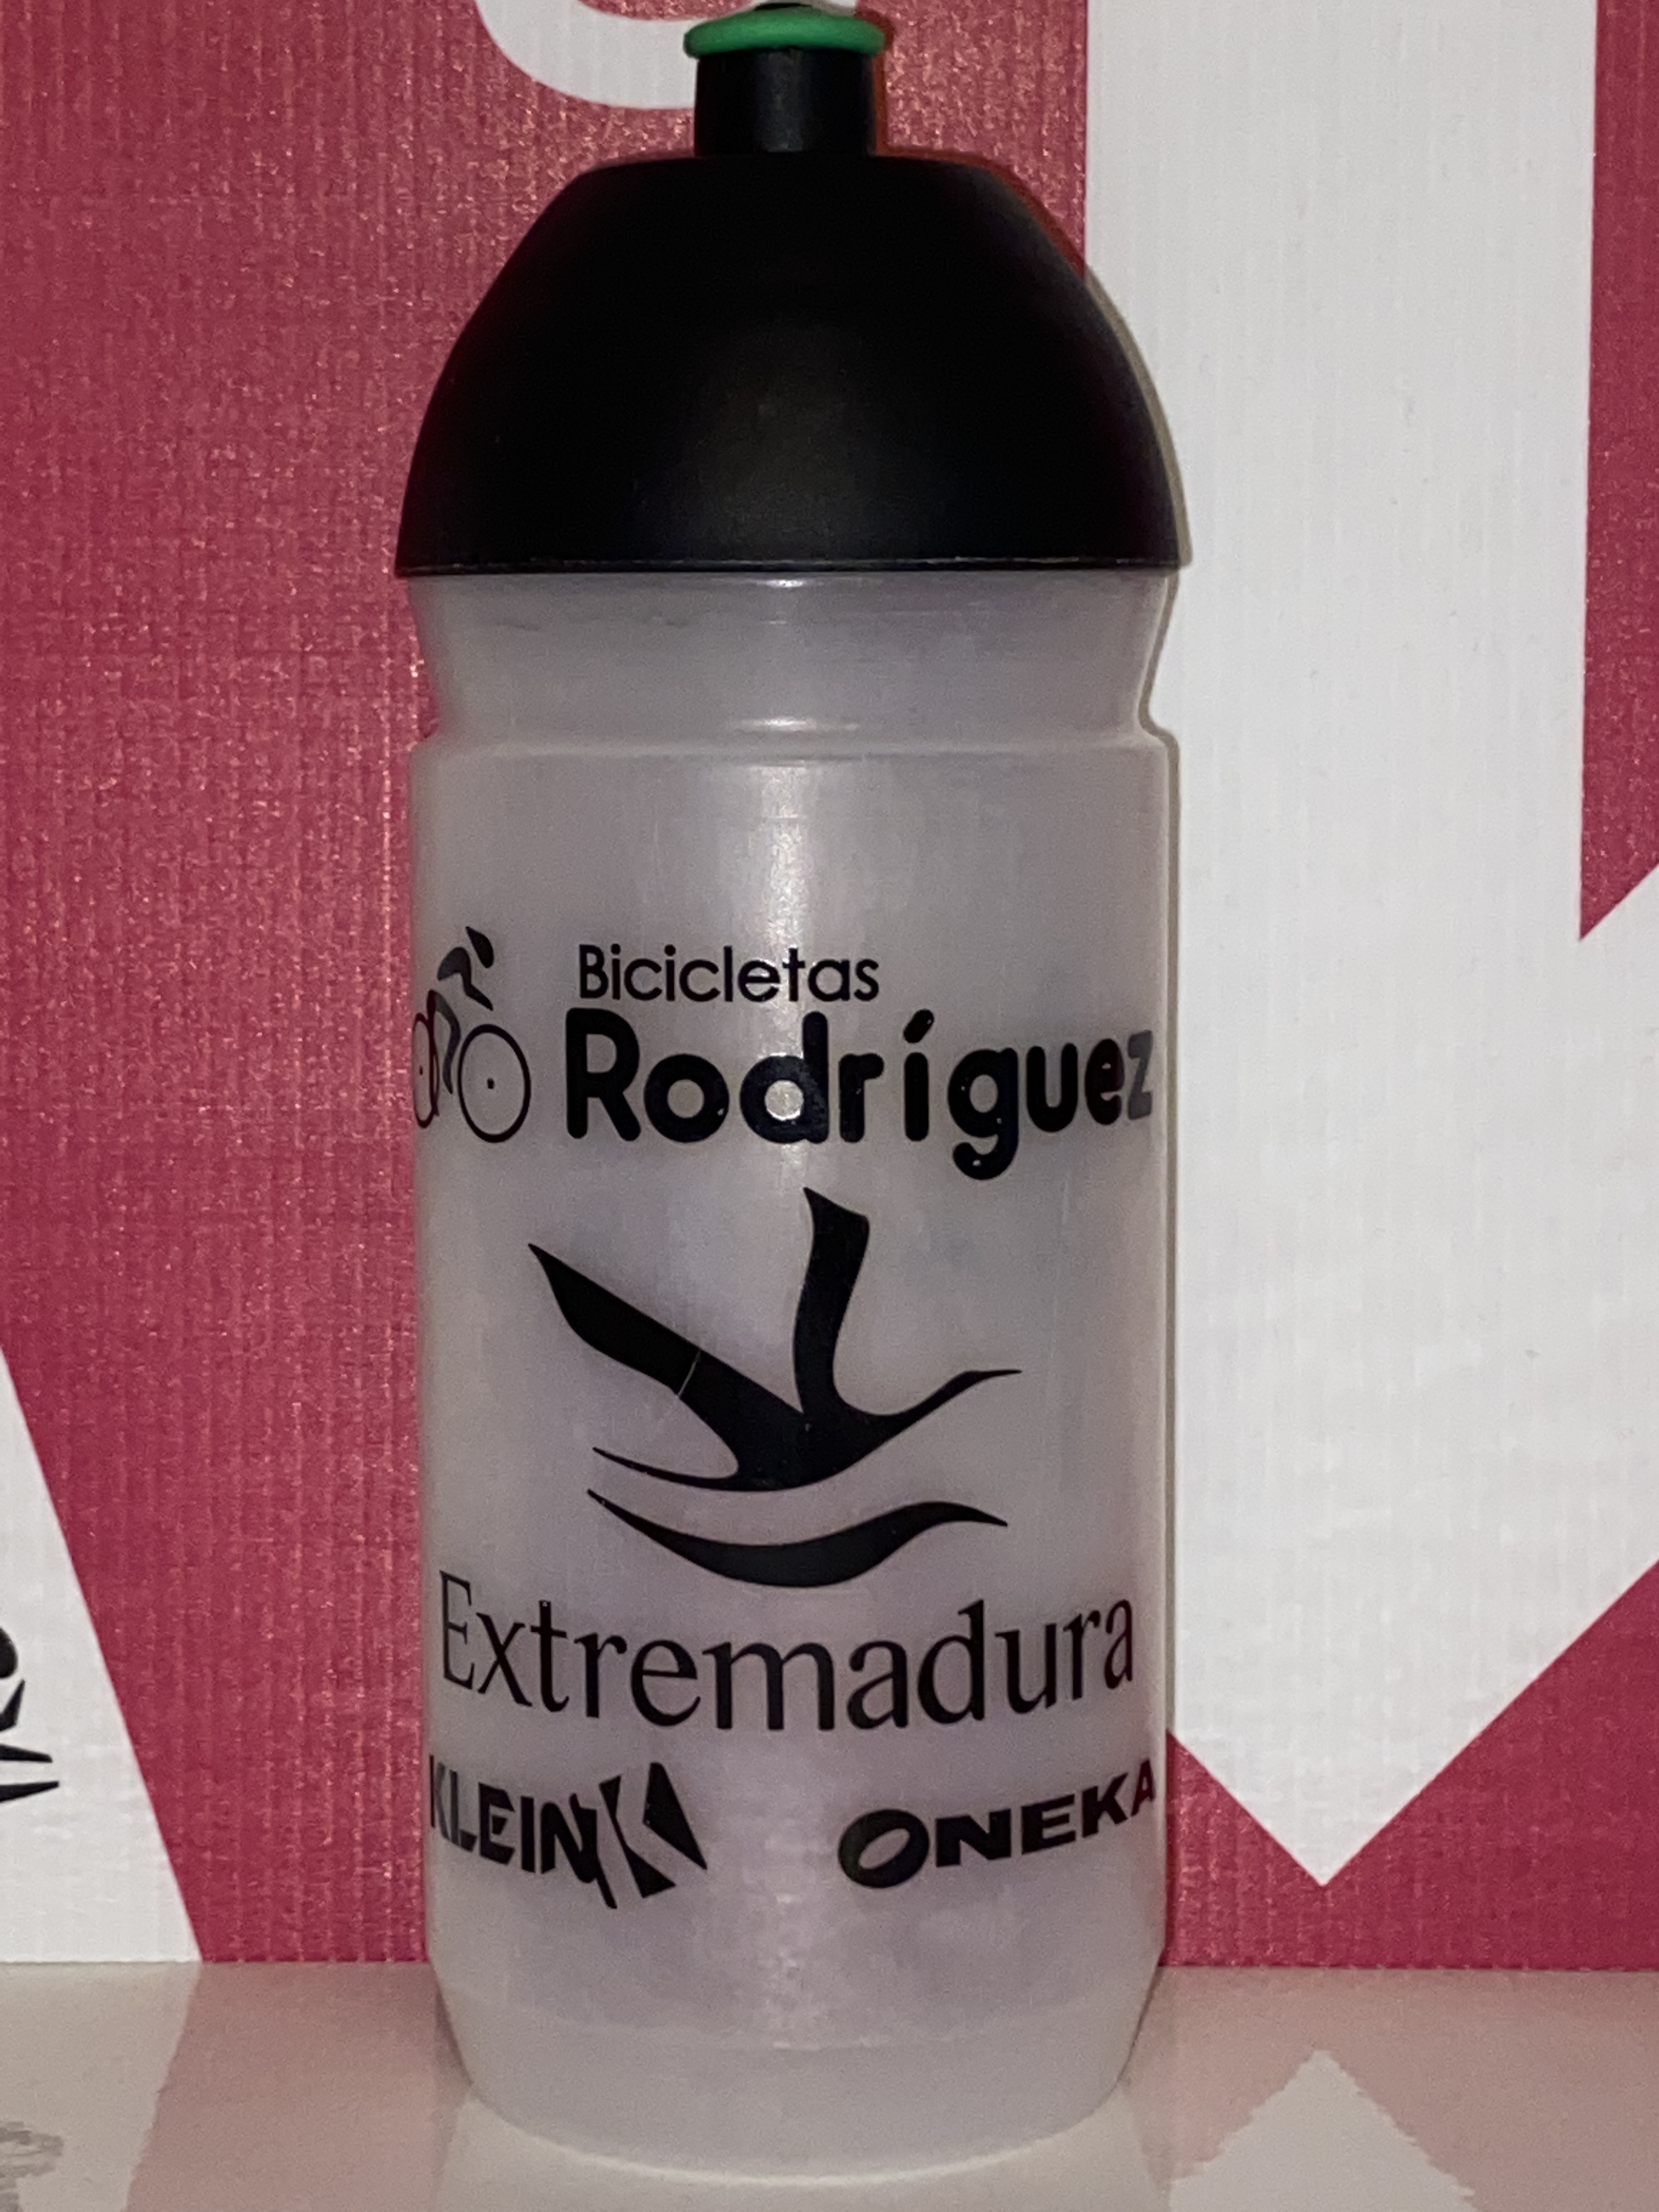 Bicicletas
Rodríguez
Extremadura
KLEIN ONEKA